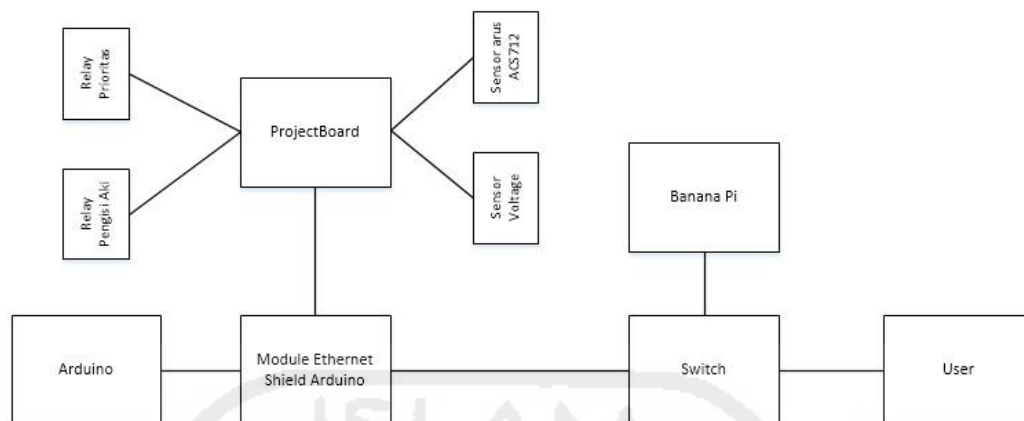 Relay
Prioritas
Sensor arus
ACS712
ProjectBoard
Relay
Pengisi Aki
Sensor
Voltage
Banana Pi
Arduino
Module Ethernet
Shield Arduino
Switch
User
ISLAM